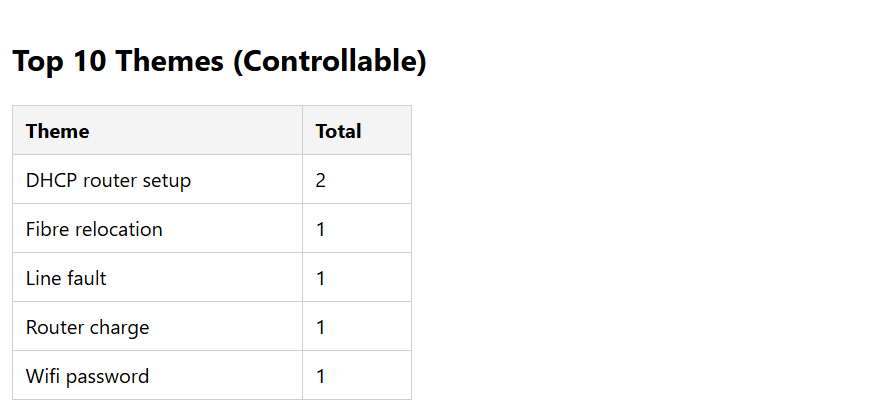 Top 10 Themes (Controllable)
Theme Total
DHCP router setup 2
Fibre relocation 1
Line fault 1
Router charge 1
Wifi password 1